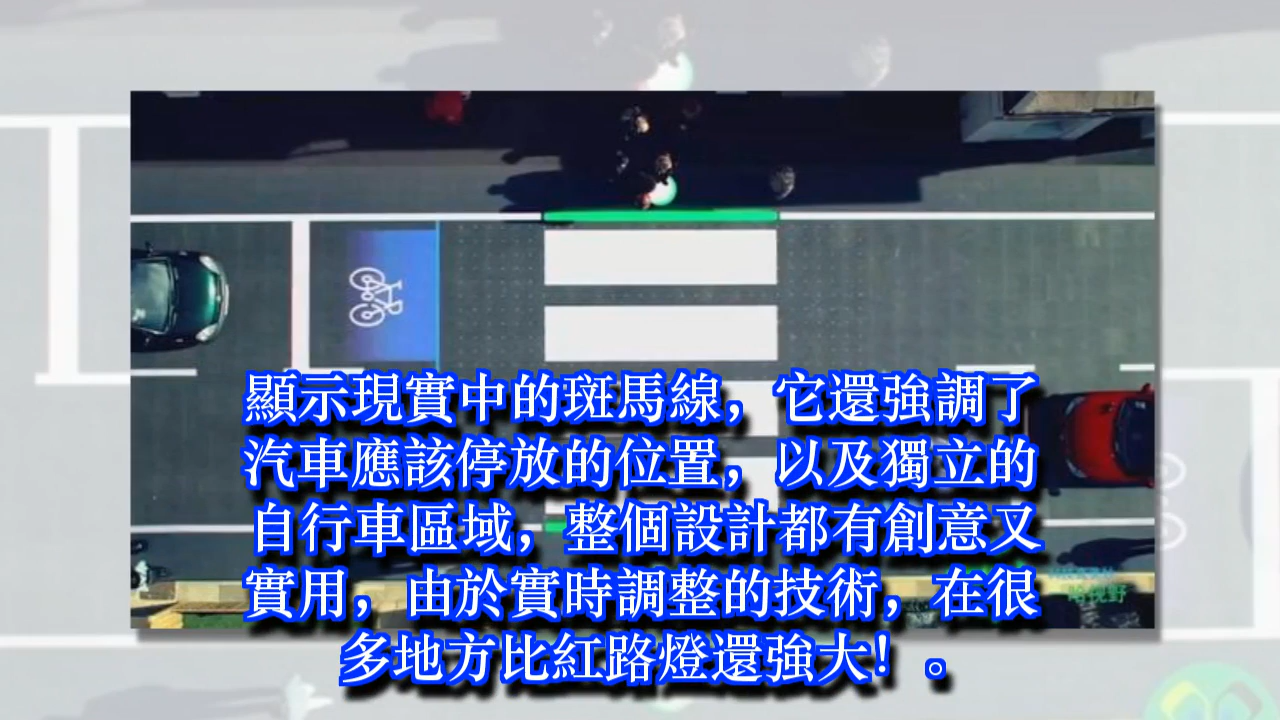 顯示現實中的斑馬線，它還強調了
汽車應該停放的位置，以及獨立的
自行車區域，整個設計都有創意又
實用，由於實時調整的技術，在很
多地方比紅路燈還強大！。